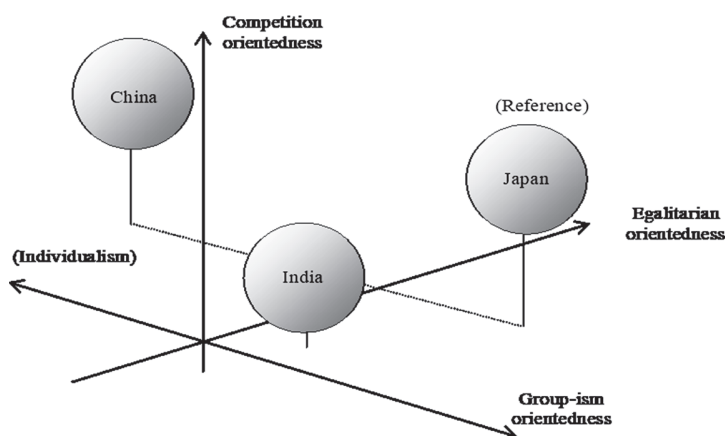 Competition
orientedness
China
(Reference)
Japan
Egalitarian
orientedness
(Individualism)
India
Group-ism
orientedness